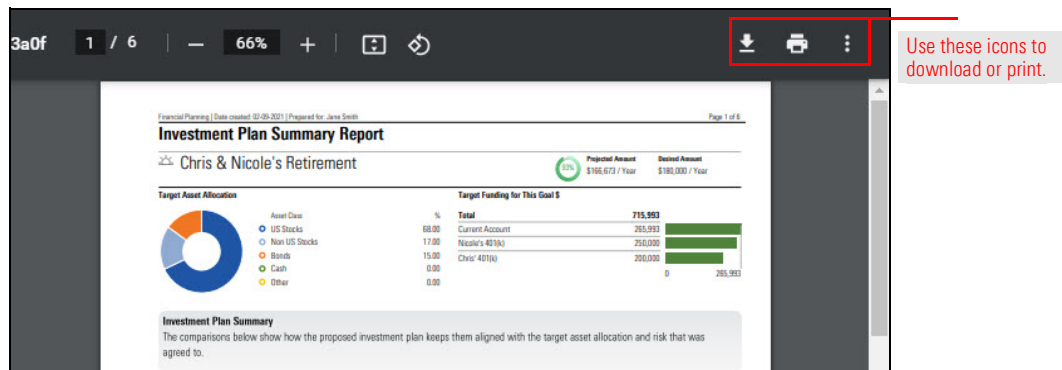 3a0f 1 / 6 66%
Use these icons to
download or print.
Financial Planning | Date created: 02-09-2021 | Prepared for: Jane Smith Page 1 of 6
Investment Plan Summary Report
Chris & Nicole's Retirement
93% Projected Amount Desired Amount
$166,673 / Year $180,000 / Year
Target Asset Allocation Target Funding for This Goal $
Asset Class % Total 715,993
US Stocks 68.00 Current Account 265,993
Non US Stocks 17.00 Nicole's 401(k) 250,000
Bonds 15.00 Chris' 401(k) 200,000
Cash 0.00 0 265,993
Other 0.00
Investment Plan Summary
The comparisons below show how the proposed investment plan keeps them aligned with the target asset allocation and risk that was
agreed to.